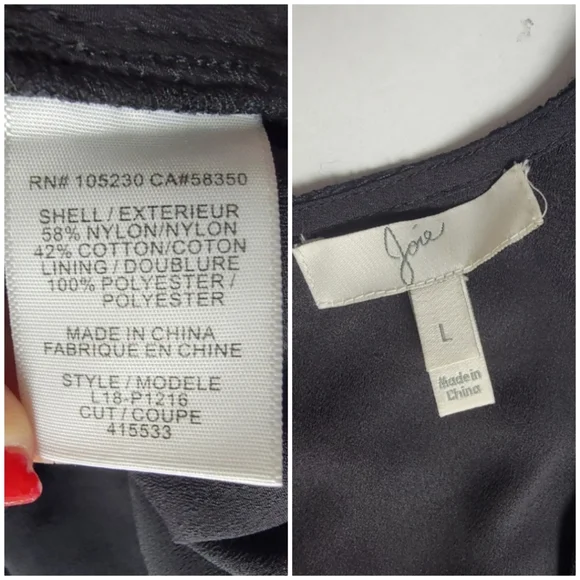 RN# 105230 CA#58350
SHELL / EXTERIEUR
58% NYLON/NYLON
42% COTTON/COTON
LINING / DOUBLURE
100% POLYESTER /
POLYESTER
MADE IN CHINA
FABRIQUE EN CHINE
STYLE / MODELE
L18-P1216
CUT / COUPE
415533
Joie
L
Made in
China